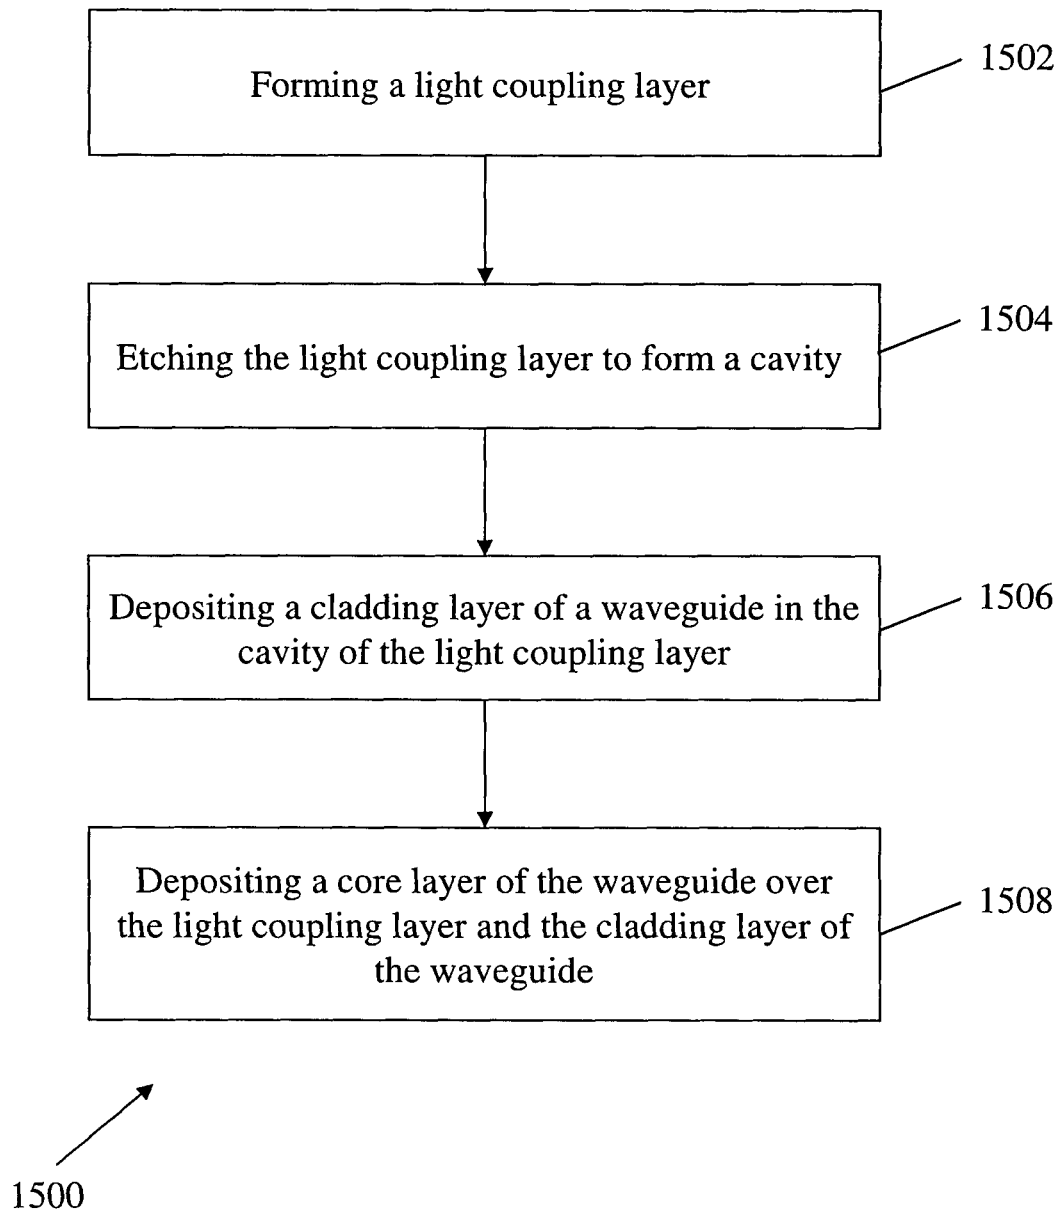 1502
Forming a light coupling layer
1504
Etching the light coupling layer to form a cavity
1506
Depositing a cladding layer of a waveguide in the
cavity of the light coupling layer
1508
Depositing a core layer of the waveguide over
the light coupling layer and the cladding layer of
the waveguide
1500